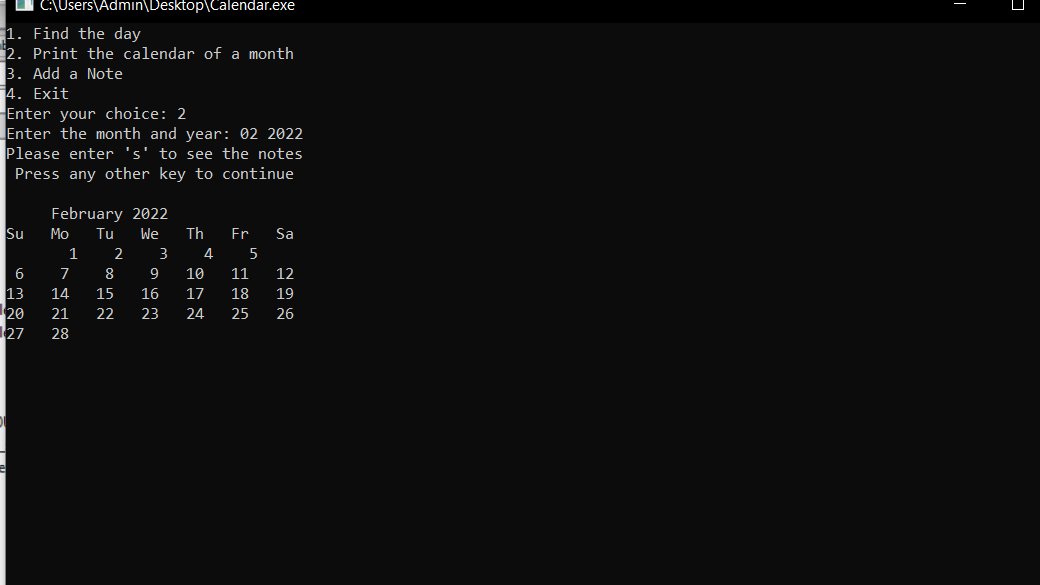 C:\Users\Admin\Desktop\Calendar.exe
1. Find the day
2. Print the calendar of a month
3. Add a Note
4. Exit
Enter your choice: 2
Enter the month and year: 02 2022
Please enter 's' to see the notes
 Press any other key to continue
     February 2022
Su   Mo   Tu   We   Th   Fr   Sa
       1    2    3    4    5
 6    7    8    9   10   11   12
13   14   15   16   17   18   19
20   21   22   23   24   25   26
27   28